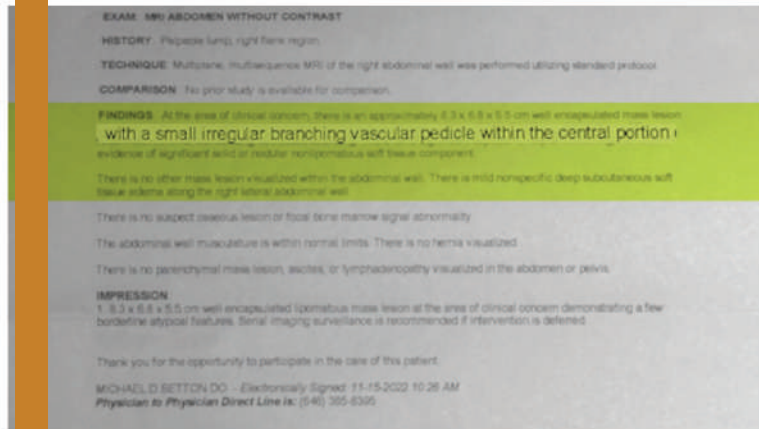 EXAM: MRI ABDOMEN WITHOUT CONTRAST
HISTORY: Palpable lump, right flank region.
TECHNIQUE: Multiplanar, multisequence MRI of the right abdominal wall was performed utilizing standard protocol.
COMPARISON: No prior study is available for comparison.
FINDINGS: At the area of clinical concern, there is an approximately 8.3 x 6.8 x 5.5 cm well encapsulated mass lesion
, with a small irregular branching vascular pedicle within the central portion
evidence of significant solid or nodular nonlipomatous soft tissue component.
There is no other mass lesion visualized within the abdominal wall. There is mild nonspecific deep subcutaneous soft
tissue edema along the right lateral abdominal wall.
There is no suspect osseous lesion or focal bone marrow signal abnormality.
The abdominal wall musculature is within normal limits. There is no hernia visualized.
There is no parenchymal mass lesion, ascites, or lymphadenopathy visualized in the abdomen or pelvis.
IMPRESSION:
1. 8.3 x 6.8 x 5.5 cm well encapsulated lipomatous mass lesion at the area of clinical concern demonstrating a few
borderline atypical features. Serial imaging surveillance is recommended if intervention is deferred.
Thank you for the opportunity to participate in the care of this patient.
MICHAEL D SETTON DO - Electronically Signed: 11-15-2022 10:26 AM
Physician to Physician Direct Line is: (646)